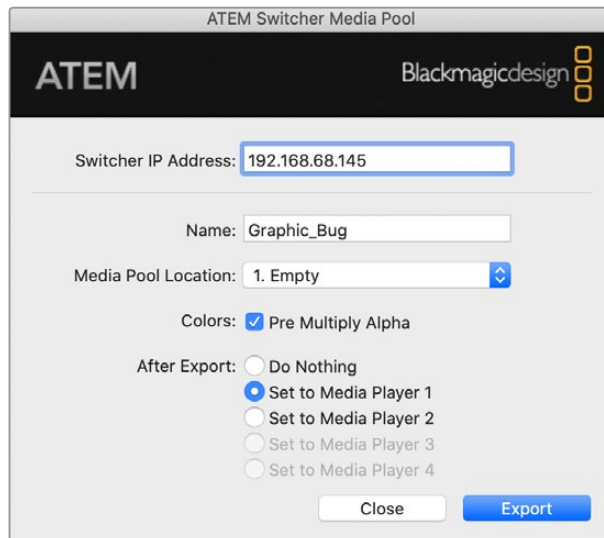 ATEM Switcher Media Pool
ATEM
Blackmagicdesign
Switcher IP Address: 192.168.68.145
Name: Graphic_Bug
Media Pool Location: 1. Empty
Colors: Pre Multiply Alpha
After Export: Do Nothing
Set to Media Player 1
Set to Media Player 2
Set to Media Player 3
Set to Media Player 4
Close Export